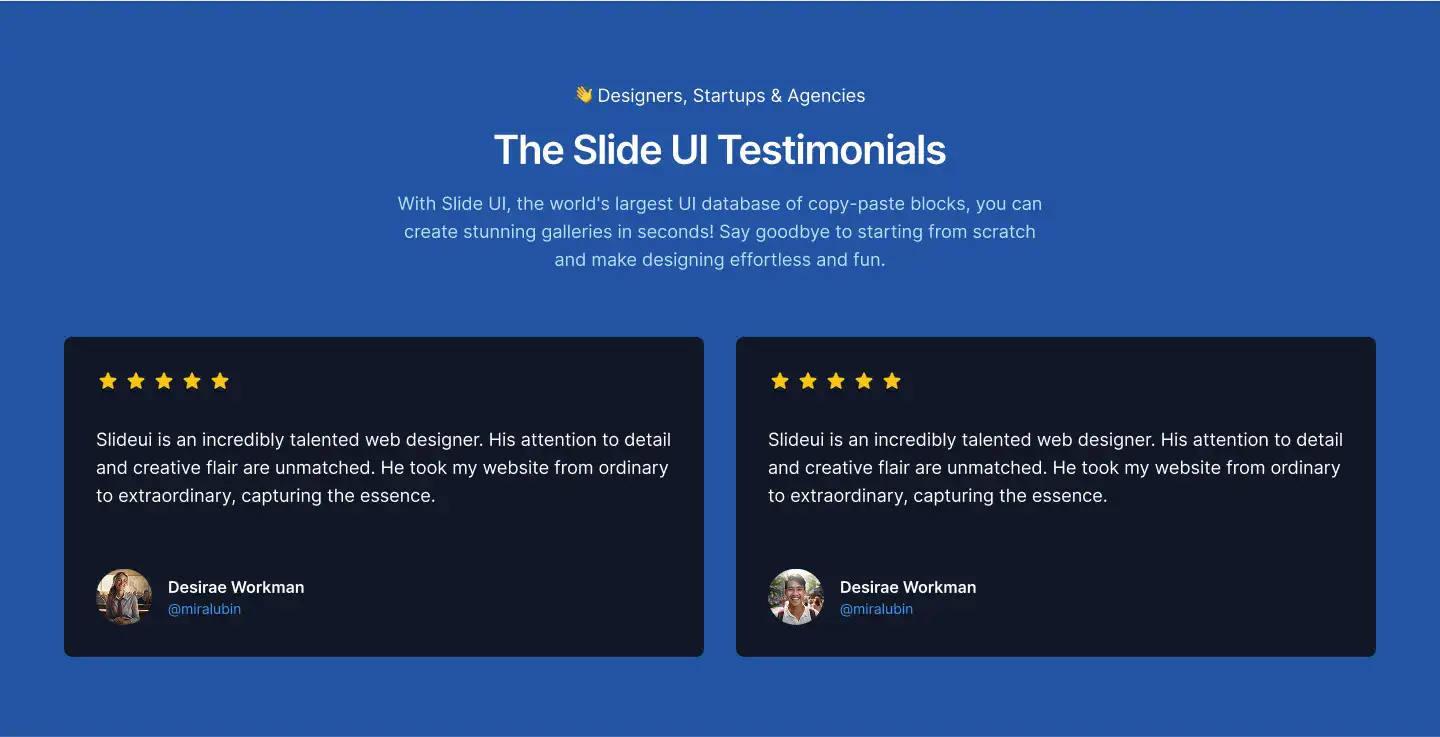 👋 Designers, Startups & Agencies
The Slide UI Testimonials
With Slide UI, the world's largest UI database of copy-paste blocks, you can
create stunning galleries in seconds! Say goodbye to starting from scratch
and make designing effortless and fun.
Slideui is an incredibly talented web designer. His attention to detail
and creative flair are unmatched. He took my website from ordinary
to extraordinary, capturing the essence.
Desirae Workman
@miralubin
Slideui is an incredibly talented web designer. His attention to detail
and creative flair are unmatched. He took my website from ordinary
to extraordinary, capturing the essence.
Desirae Workman
@miralubin